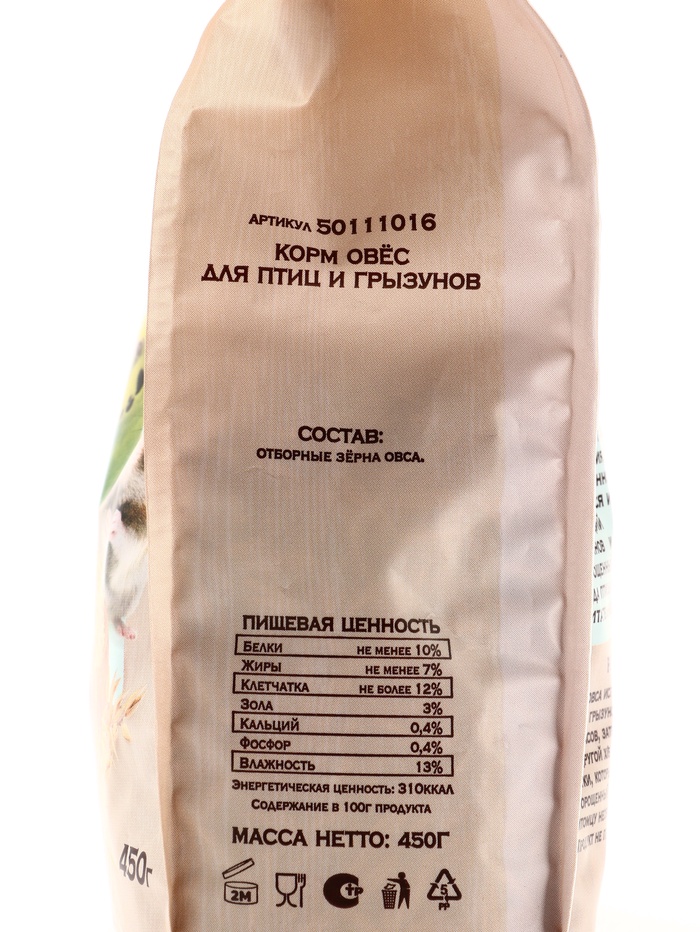 АРТИКУЛ 50111016
КОРМ ОВЁС
ДЛЯ ПТИЦ И ГРЫЗУНОВ
СОСТАВ:
ОТБОРНЫЕ ЗЁРНА ОВСА.
ПИЩЕВАЯ ЦЕННОСТЬ
БЕЛКИ НЕ МЕНЕЕ 10%
ЖИРЫ НЕ МЕНЕЕ 7%
КЛЕТЧАТКА НЕ БОЛЕЕ 12%
ЗОЛА 3%
КАЛЬЦИЙ 0,4%
ФОСФОР 0,4%
ВЛАЖНОСТЬ 13%
ЭНЕРГЕТИЧЕСКАЯ ЦЕННОСТЬ: 310ККАЛ
СОДЕРЖАНИЕ В 100Г ПРОДУКТА
МАССА НЕТТО: 450Г
2М
5
PP
450г